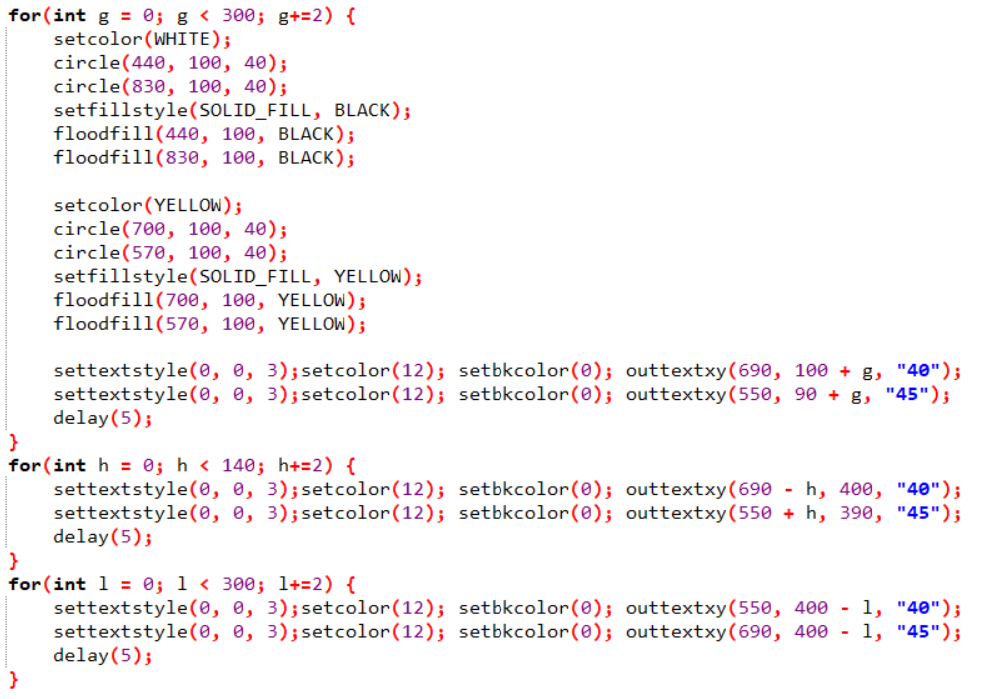 for(int g = 0; g < 300; g+=2) {
    setcolor(WHITE);
    circle(440, 100, 40);
    circle(830, 100, 40);
    setfillstyle(SOLID_FILL, BLACK);
    floodfill(440, 100, BLACK);
    floodfill(830, 100, BLACK);

    setcolor(YELLOW);
    circle(700, 100, 40);
    circle(570, 100, 40);
    setfillstyle(SOLID_FILL, YELLOW);
    floodfill(700, 100, YELLOW);
    floodfill(570, 100, YELLOW);

    settextstyle(0, 0, 3);setcolor(12); setbkcolor(0); outtextxy(690, 100 + g, "40");
    settextstyle(0, 0, 3);setcolor(12); setbkcolor(0); outtextxy(550, 90 + g, "45");
    delay(5);
}
for(int h = 0; h < 140; h+=2) {
    settextstyle(0, 0, 3);setcolor(12); setbkcolor(0); outtextxy(690 - h, 400, "40");
    settextstyle(0, 0, 3);setcolor(12); setbkcolor(0); outtextxy(550 + h, 390, "45");
    delay(5);
}
for(int l = 0; l < 300; l+=2) {
    settextstyle(0, 0, 3);setcolor(12); setbkcolor(0); outtextxy(550, 400 - l, "40");
    settextstyle(0, 0, 3);setcolor(12); setbkcolor(0); outtextxy(690, 400 - l, "45");
    delay(5);
}